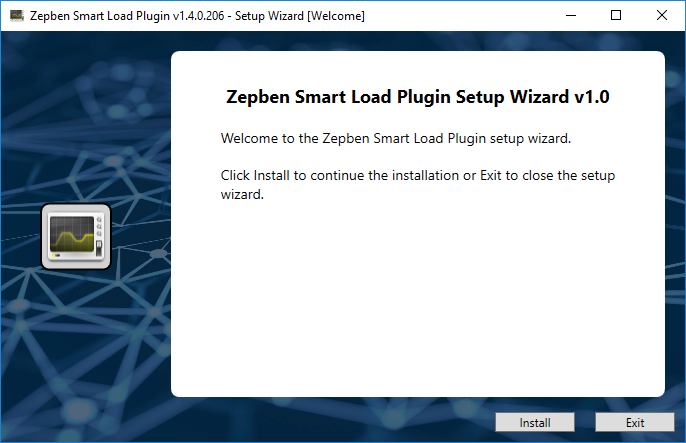 Zepben Smart Load Plugin v1.4.0.206 - Setup Wizard [Welcome]
Zepben Smart Load Plugin Setup Wizard v1.0
Welcome to the Zepben Smart Load Plugin setup wizard.
Click Install to continue the installation or Exit to close the setup
wizard.
Install
Exit